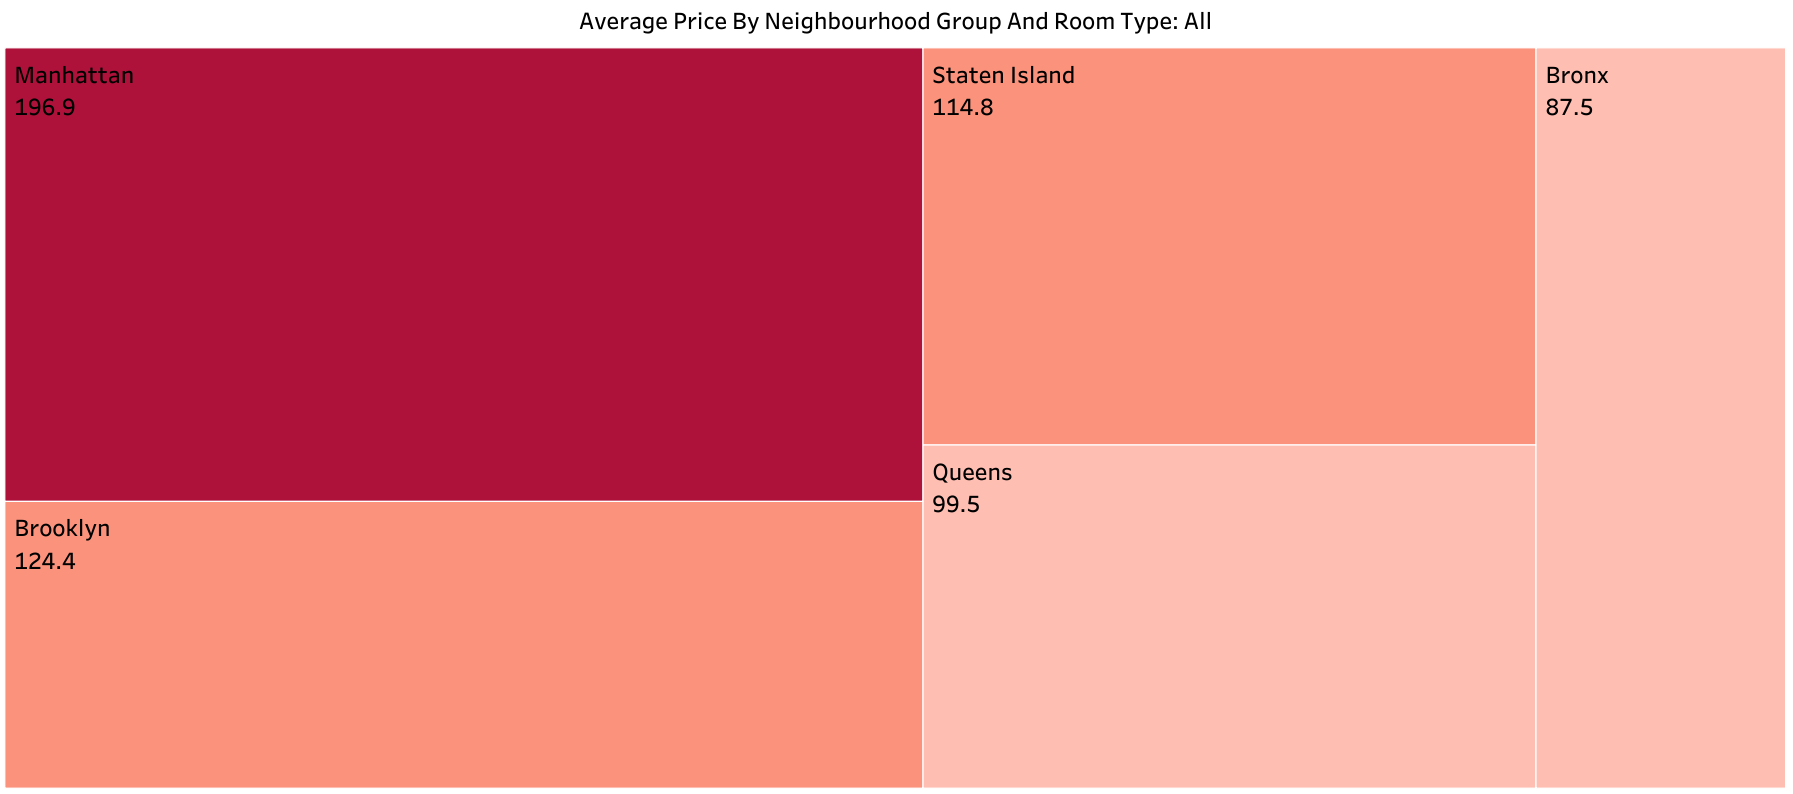 Average Price By Neighbourhood Group And Room Type: All
Manhattan
196.9
Brooklyn
124.4
Staten Island
114.8
Queens
99.5
Bronx
87.5